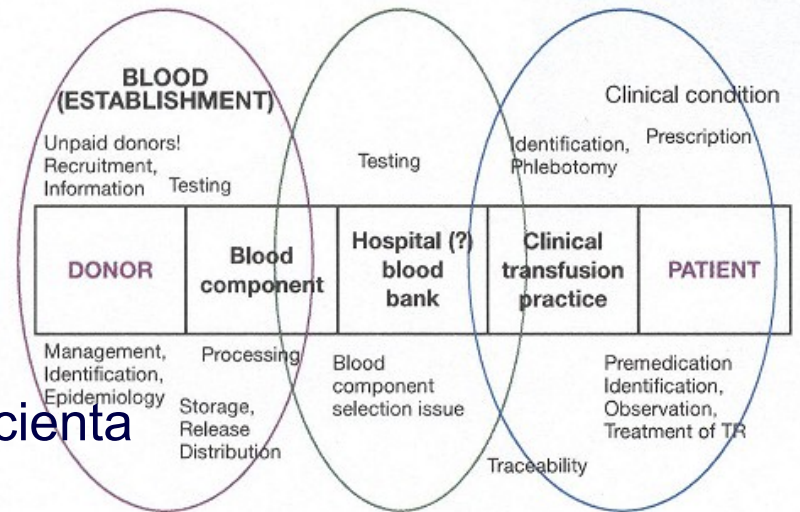 BLOOD
(ESTABLISHMENT)
Unpaid donors!
Recruitment,
Information
Testing
Testing
Clinical condition
Identification,
Phlebotomy
Prescription
DONOR
Blood
component
Hospital (?)
blood
bank
Clinical
transfusion
practice
PATIENT
Management,
Identification,
Epidemiology
Processing
Storage,
Release
Distribution
Blood
component
selection issue
Premedication
Identification,
Observation,
Treatment of TR
Traceability
cienta